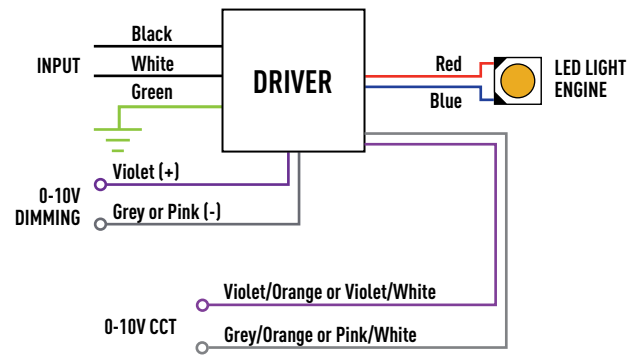 Black
INPUT
White
Green
DRIVER
Red
Blue
LED LIGHT
ENGINE
Violet (+)
0-10V
DIMMING
Grey or Pink (-)
Violet/Orange or Violet/White
0-10V CCT
Grey/Orange or Pink/White